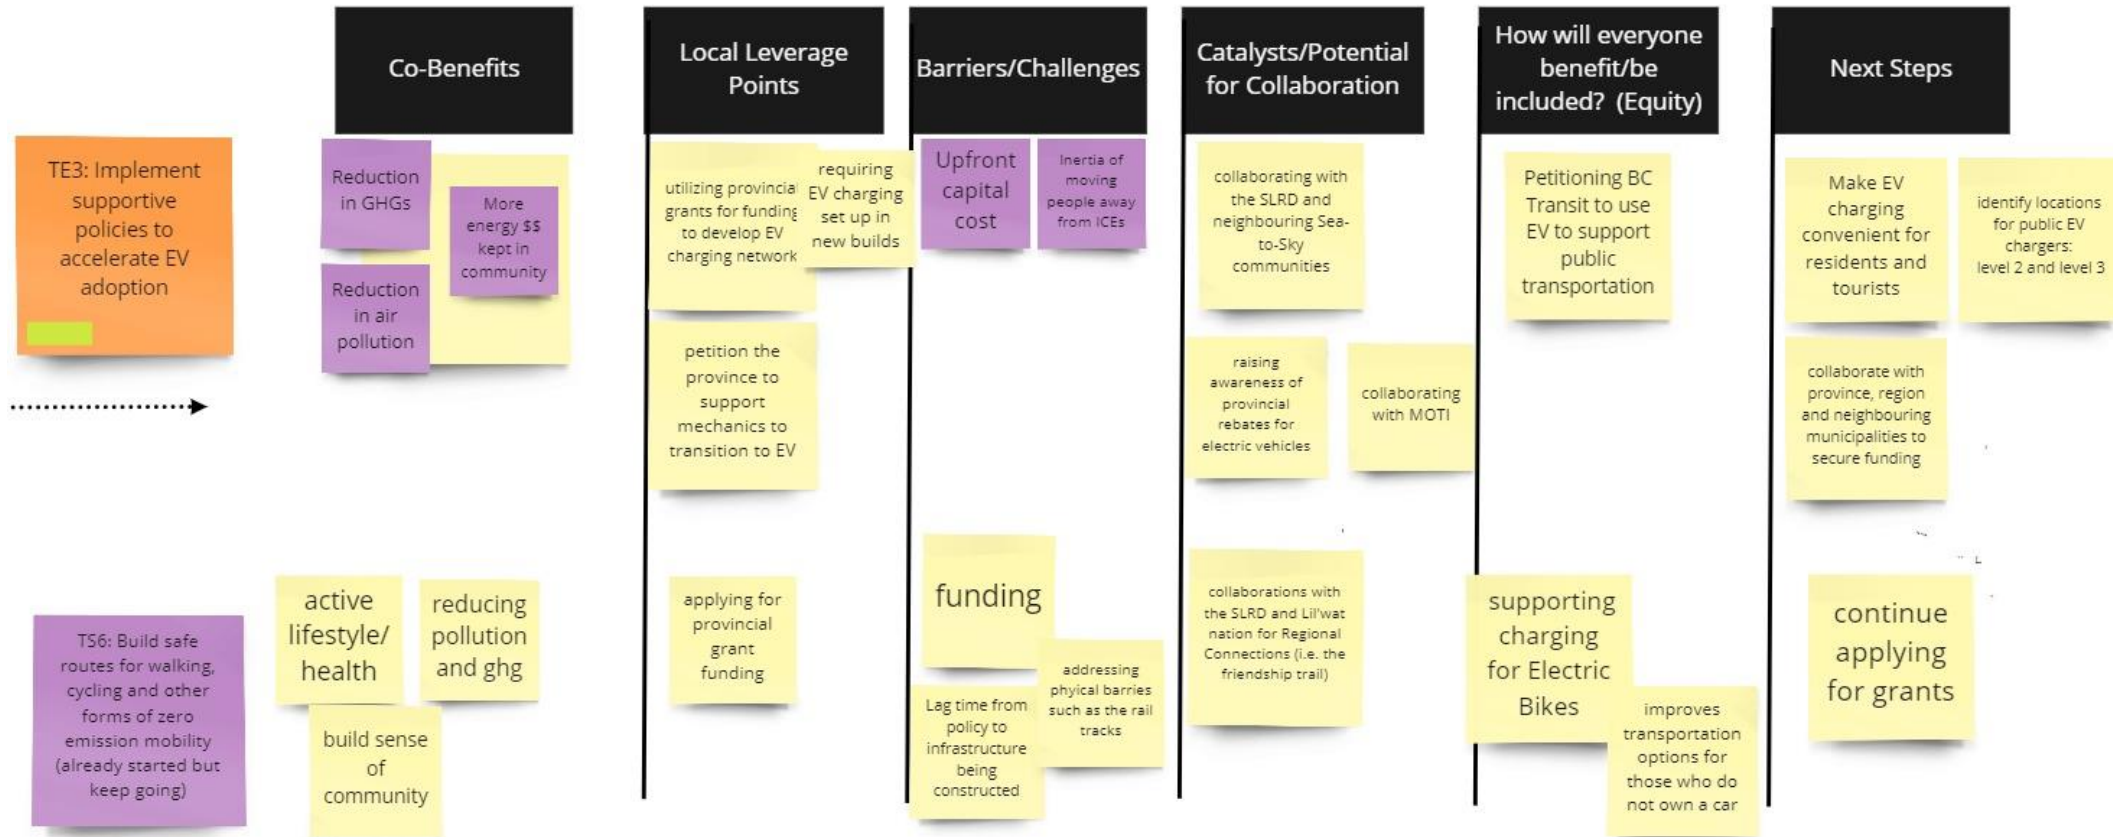 Co-Benefits
Local Leverage
Points
Barriers/Challenges
Catalysts/Potential
for Collaboration
How will everyone
benefit/be
included? (Equity)
Next Steps
TE3: Implement
supportive
policies to
accelerate EV
adoption
Reduction
in GHGs
More
energy $$
kept in
community
Reduction
in air
pollution
utilizing provincial
grants for funding
to develop EV
charging network
requiring
EV charging
set up in
new builds
petition the
province to
support
mechanics to
transition to EV
Upfront
capital
cost
Inertia of
moving
people away
from ICEs
collaborating with
the SLRD and
neighbouring Sea-
to-Sky
communities
raising
awareness of
provincial
rebates for
electric vehicles
collaborating
with MOTI
Petitioning BC
Transit to use
EV to support
public
transportation
Make EV
charging
convenient for
residents and
tourists
identify locations
for public EV
chargers:
level 2 and level 3
collaborate with
province, region
and neighbouring
municipalities to
secure funding
TS6: Build safe
routes for walking,
cycling and other
forms of zero
emission mobility
(already started but
keep going)
active
lifestyle/
health
reducing
pollution
and ghg
build sense
of
community
applying for
provincial
grant
funding
funding
addressing
phyical barries
such as the rail
tracks
Lag time from
policy to
infrastructure
being
constructed
collaborations with
the SLRD and Lil'wat
nation for Regional
Connections (i.e. the
friendship trail)
supporting
charging
for Electric
Bikes
improves
transportation
options for
those who do
not own a car
continue
applying
for grants